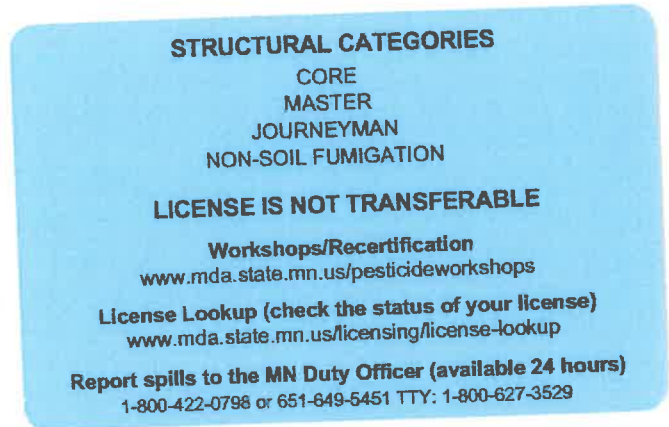 STRUCTURAL CATEGORIES
CORE
MASTER
JOURNEYMAN
NON-SOIL FUMIGATION
LICENSE IS NOT TRANSFERABLE
Workshops/Recertification
www.mda.state.mn.us/pesticideworkshops
License Lookup (check the status of your license)
www.mda.state.mn.us/licensing/license-lookup
Report spills to the MN Duty Officer (available 24 hours)
1-800-422-0798 or 651-649-5451 TTY: 1-800-627-3529